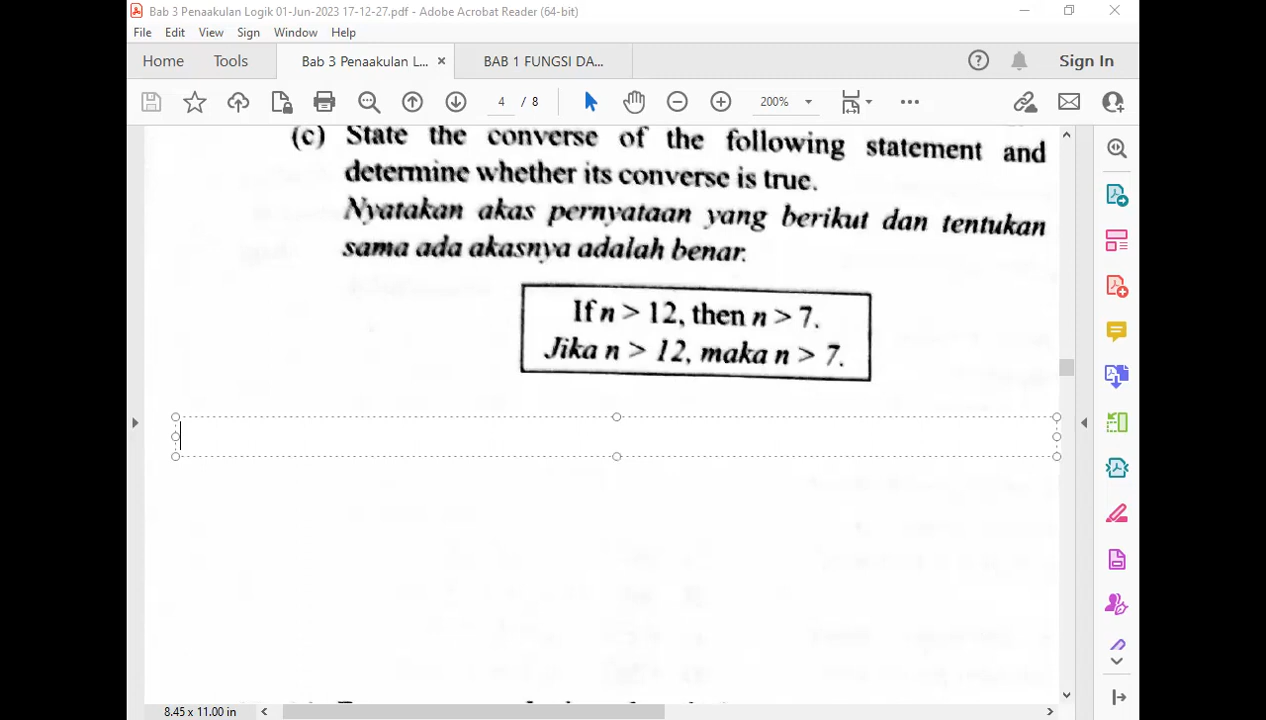 Bab 3 Penaakulan Logik 01-Jun-2023 17-12-27.pdf - Adobe Acrobat Reader (64-bit)
File Edit View Sign Window Help
Home Tools Bab 3 Penaakulan L... × BAB 1 FUNGSI DA... Sign In
4 / 8 200%
(c) State the converse of the following statement and
determine whether its converse is true.
Nyatakan akas pernyataan yang berikut dan tentukan
sama ada akasnya adalah benar.
If n > 12, then n > 7.
Jika n > 12, maka n > 7.
8.45 x 11.00 in